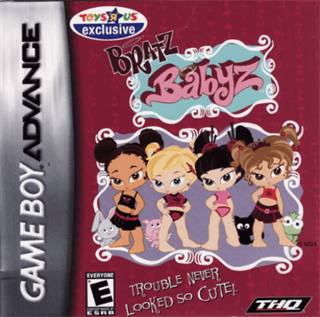 TOYS R US
exclusive
BRATZ
BABYZ
GAME BOY ADVANCE
EVERYONE
E
ESRB
TROUBLE NEVER
LOOKED SO CUTE!
THQ